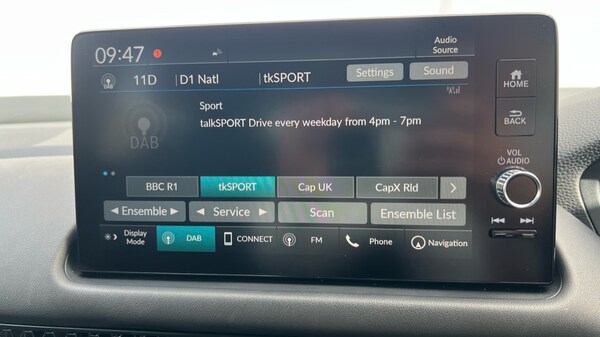 09:47
Audio
Source
DAB
11D
D1 Natl
tkSPORT
Settings
Sound
Sport
talkSPORT Drive every weekday from 4pm - 7pm
DAB
BBC R1
tkSPORT
Cap UK
CapX Rld
Ensemble
Service
Scan
Ensemble List
Display
Mode
DAB
CONNECT
FM
Phone
Navigation
HOME
BACK
VOL
AUDIO